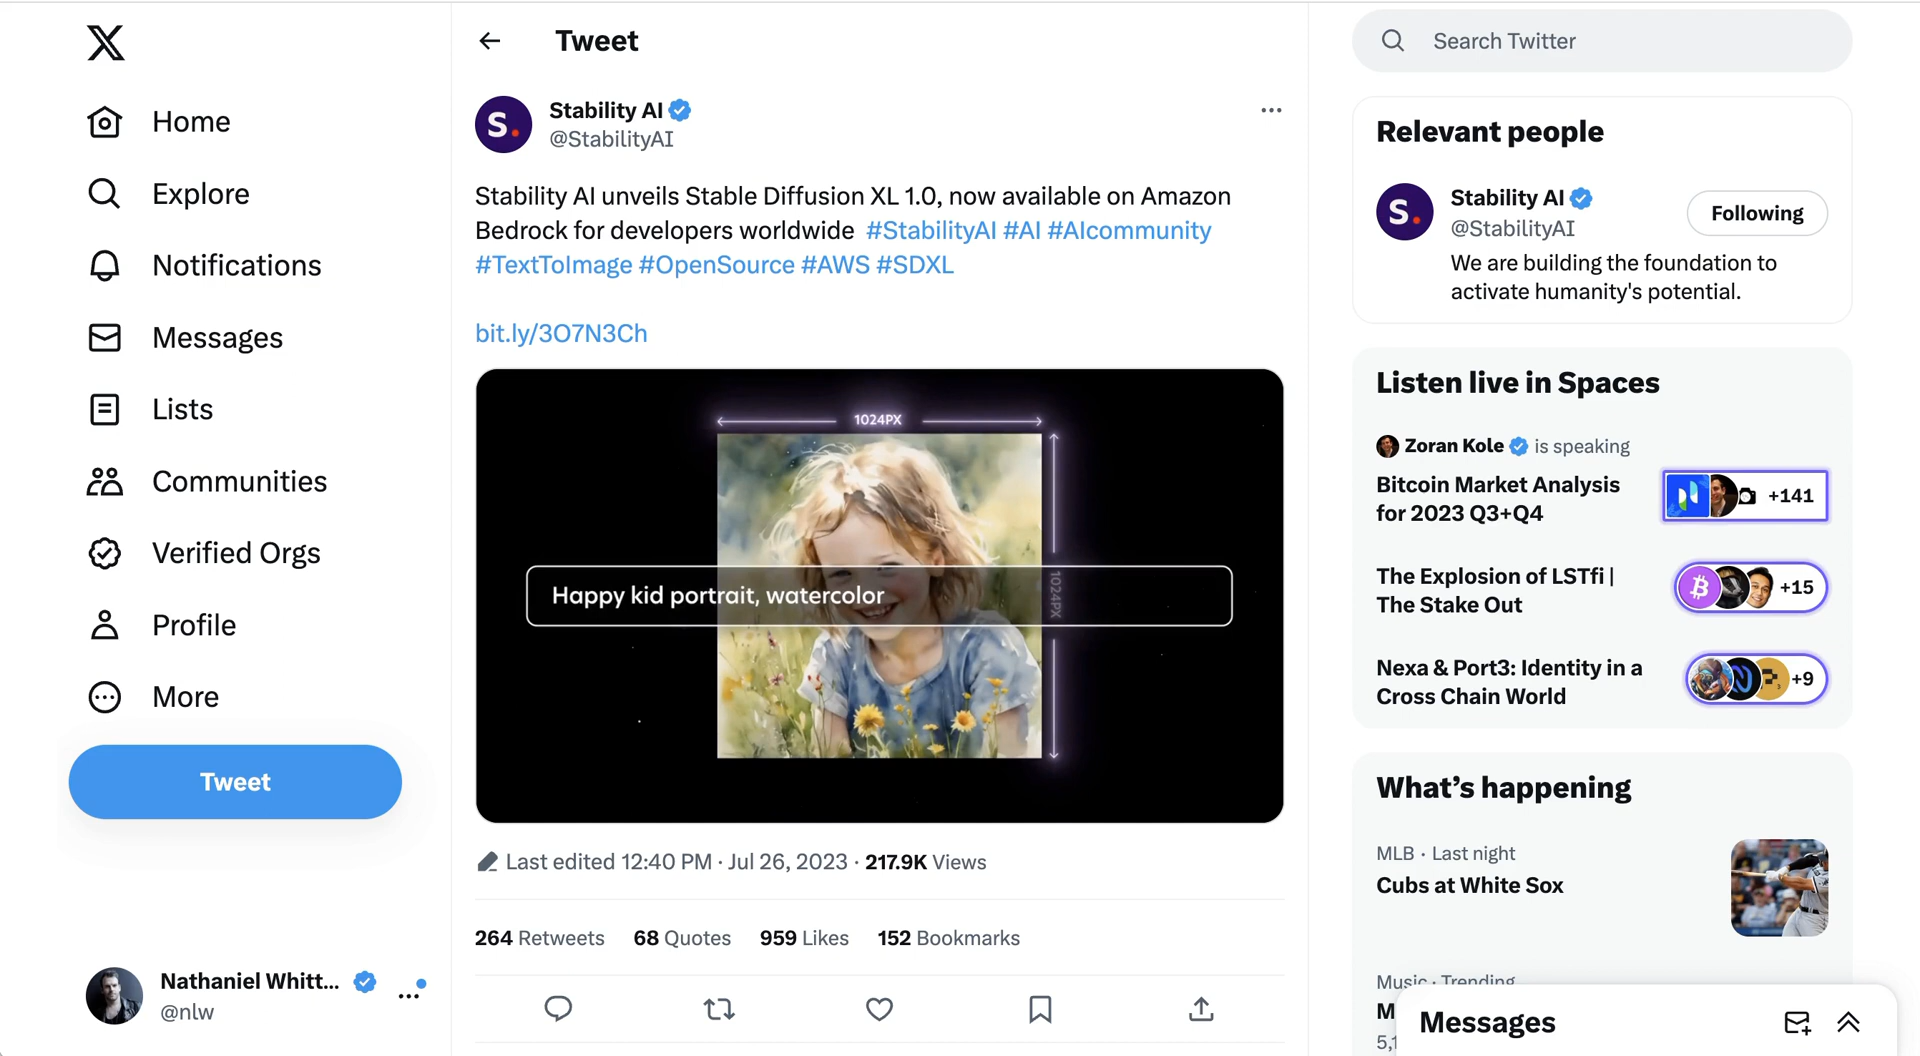 Home
Explore
Notifications
Messages
Lists
Communities
Verified Orgs
Profile
More
Tweet
Nathaniel Whitt...
@nlw
Tweet
S.
Stability AI
@StabilityAI
Stability AI unveils Stable Diffusion XL 1.0, now available on Amazon
Bedrock for developers worldwide #StabilityAI #AI #AIcommunity
#TextToImage #OpenSource #AWS #SDXL
bit.ly/3O7N3Ch
1024PX
1024PX
Happy kid portrait, watercolor
Last edited 12:40 PM · Jul 26, 2023 · 217.9K Views
264 Retweets 68 Quotes 959 Likes 152 Bookmarks
Search Twitter
Relevant people
S.
Stability AI
@StabilityAI
Following
We are building the foundation to
activate humanity's potential.
Listen live in Spaces
Zoran Kole is speaking
Bitcoin Market Analysis
for 2023 Q3+Q4
+141
The Explosion of LSTfi |
The Stake Out
+15
Nexa & Port3: Identity in a
Cross Chain World
+9
What's happening
MLB · Last night
Cubs at White Sox
Music · Trending
Messages